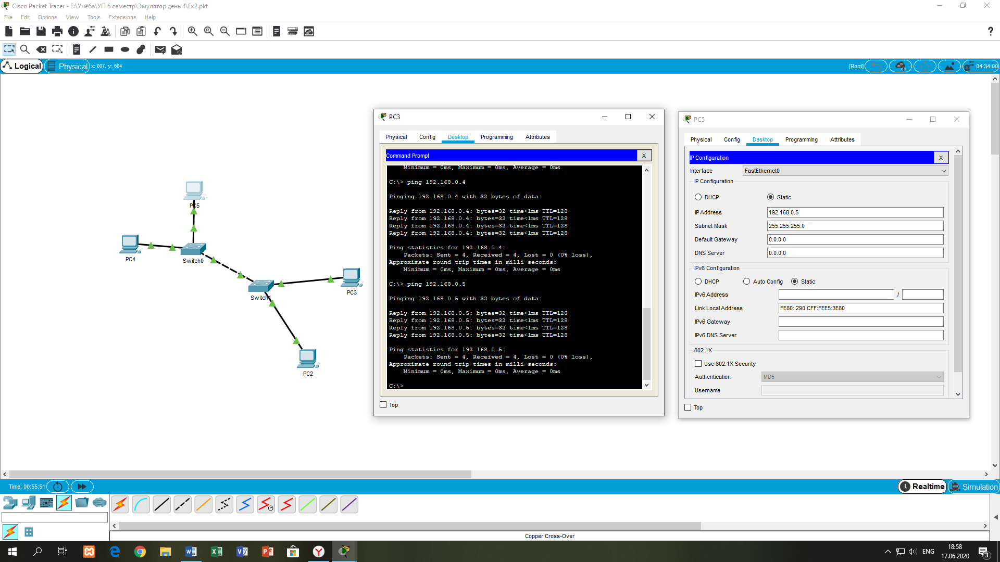 Cisco Packet Tracer - E:\Учёба\УП 6 семестр\Эмулятор день 4\Ex2.pkt
File Edit Options View Tools Extensions Help
?
Logical
Physical
x: 807, y: 684
[Root]
04:34:00
PC5
PC4
Switch0
Switch1
PC3
PC2
PC3
Physical Config Desktop Programming Attributes
Command Prompt
X
Minimum = 0ms, Maximum = 0ms, Average = 0ms
C:\> ping 192.168.0.4
Pinging 192.168.0.4 with 32 bytes of data:
Reply from 192.168.0.4: bytes=32 time<1ms TTL=128
Reply from 192.168.0.4: bytes=32 time<1ms TTL=128
Reply from 192.168.0.4: bytes=32 time<1ms TTL=128
Reply from 192.168.0.4: bytes=32 time<1ms TTL=128
Ping statistics for 192.168.0.4:
Packets: Sent = 4, Received = 4, Lost = 0 (0% loss),
Approximate round trip times in milli-seconds:
Minimum = 0ms, Maximum = 0ms, Average = 0ms
C:\> ping 192.168.0.5
Pinging 192.168.0.5 with 32 bytes of data:
Reply from 192.168.0.5: bytes=32 time<1ms TTL=128
Reply from 192.168.0.5: bytes=32 time<1ms TTL=128
Reply from 192.168.0.5: bytes=32 time<1ms TTL=128
Reply from 192.168.0.5: bytes=32 time<1ms TTL=128
Ping statistics for 192.168.0.5:
Packets: Sent = 4, Received = 4, Lost = 0 (0% loss),
Approximate round trip times in milli-seconds:
Minimum = 0ms, Maximum = 0ms, Average = 0ms
C:\>
Top
PC5
Physical Config Desktop Programming Attributes
IP Configuration
X
Interface FastEthernet0
IP Configuration
DHCP Static
IP Address 192.168.0.5
Subnet Mask 255.255.255.0
Default Gateway 0.0.0.0
DNS Server 0.0.0.0
IPv6 Configuration
DHCP Auto Config Static
IPv6 Address /
Link Local Address FE80::290:CFF:FEE5:3E80
IPv6 Gateway
IPv6 DNS Server
802.1X
Use 802.1X Security
Authentication MD5
Username
Top
Time: 00:55:51
Realtime
Simulation
Copper Cross-Over
ENG
18:58
17.06.2020
3